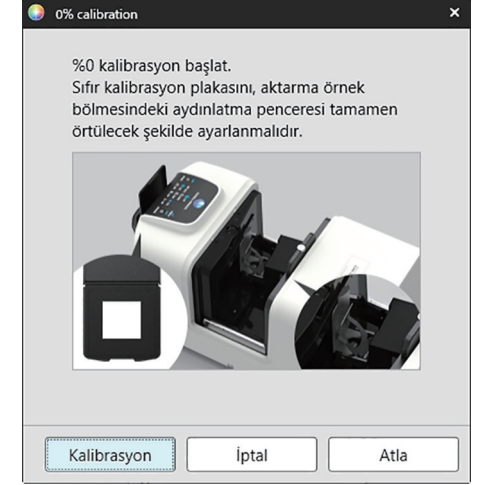 0% calibration
%0 kalibrasyon başlat.
Sıfır kalibrasyon plakasını, aktarma örnek
bölmesindeki aydınlatma penceresi tamamen
örtülecek şekilde ayarlanmalıdır.
Kalibrasyon
İptal
Atla